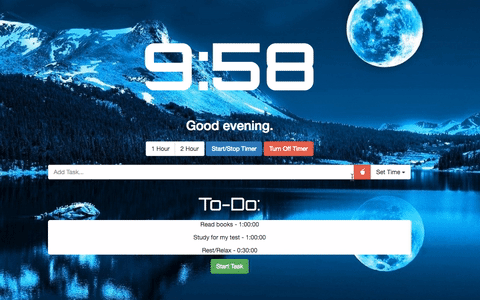 9:58
Good evening.
1 Hour 2 Hour Start/Stop Timer Turn Off Timer
Add Task... Set Time
To-Do:
Read books - 1:00:00
Study for my test - 1:00:00
Rest/Relax - 0:30:00
Start Task